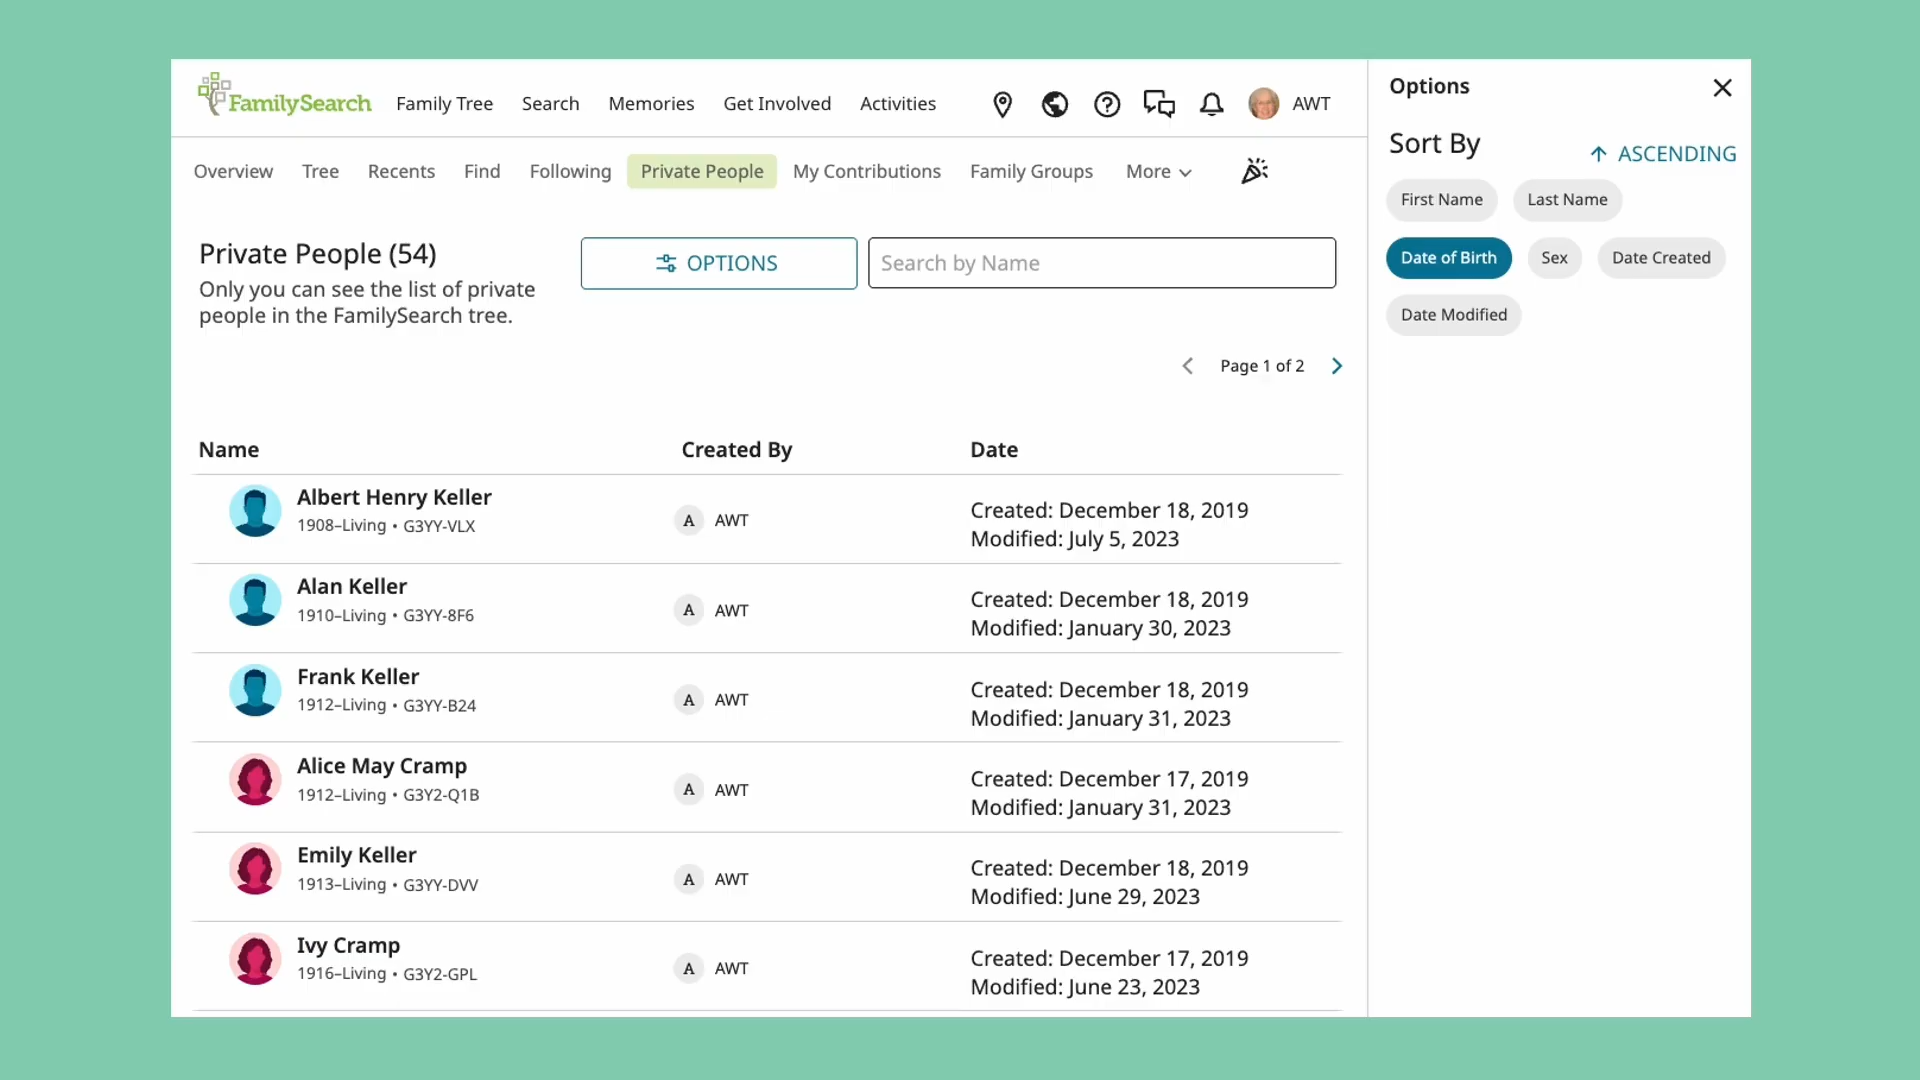 FamilySearch
Family Tree
Search
Memories
Get Involved
Activities
AWT
Overview
Tree
Recents
Find
Following
Private People
My Contributions
Family Groups
More
Private People (54)
Only you can see the list of private
people in the FamilySearch tree.
OPTIONS
Search by Name
Page 1 of 2
Name
Created By
Date
Albert Henry Keller
1908–Living • G3YY-VLX
A AWT
Created: December 18, 2019
Modified: July 5, 2023
Alan Keller
1910–Living • G3YY-8F6
A AWT
Created: December 18, 2019
Modified: January 30, 2023
Frank Keller
1912–Living • G3YY-B24
A AWT
Created: December 18, 2019
Modified: January 31, 2023
Alice May Cramp
1912–Living • G3Y2-Q1B
A AWT
Created: December 17, 2019
Modified: January 31, 2023
Emily Keller
1913–Living • G3YY-DVV
A AWT
Created: December 18, 2019
Modified: June 29, 2023
Ivy Cramp
1916–Living • G3Y2-GPL
A AWT
Created: December 17, 2019
Modified: June 23, 2023
Options
Sort By
ASCENDING
First Name
Last Name
Date of Birth
Sex
Date Created
Date Modified